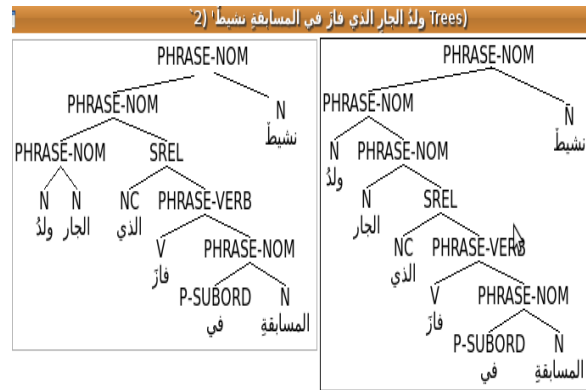 (2) 'ولدُ الجارِ الذي فازَ في المسابقةِ نشيطٌ Trees)
PHRASE-NOM
PHRASE-NOM N
نشيطٌ
PHRASE-NOM SREL
N N NC PHRASE-VERB
ولدُ الجار الذي
V PHRASE-NOM
فازَ
P-SUBORD N
في المسابقةِ
PHRASE-NOM
PHRASE-NOM N
نشيطٌ
N PHRASE-NOM
ولدُ
N SREL
الجار
NC PHRASE-VERB
الذي
V PHRASE-NOM
فازَ
P-SUBORD N
في المسابقةِ